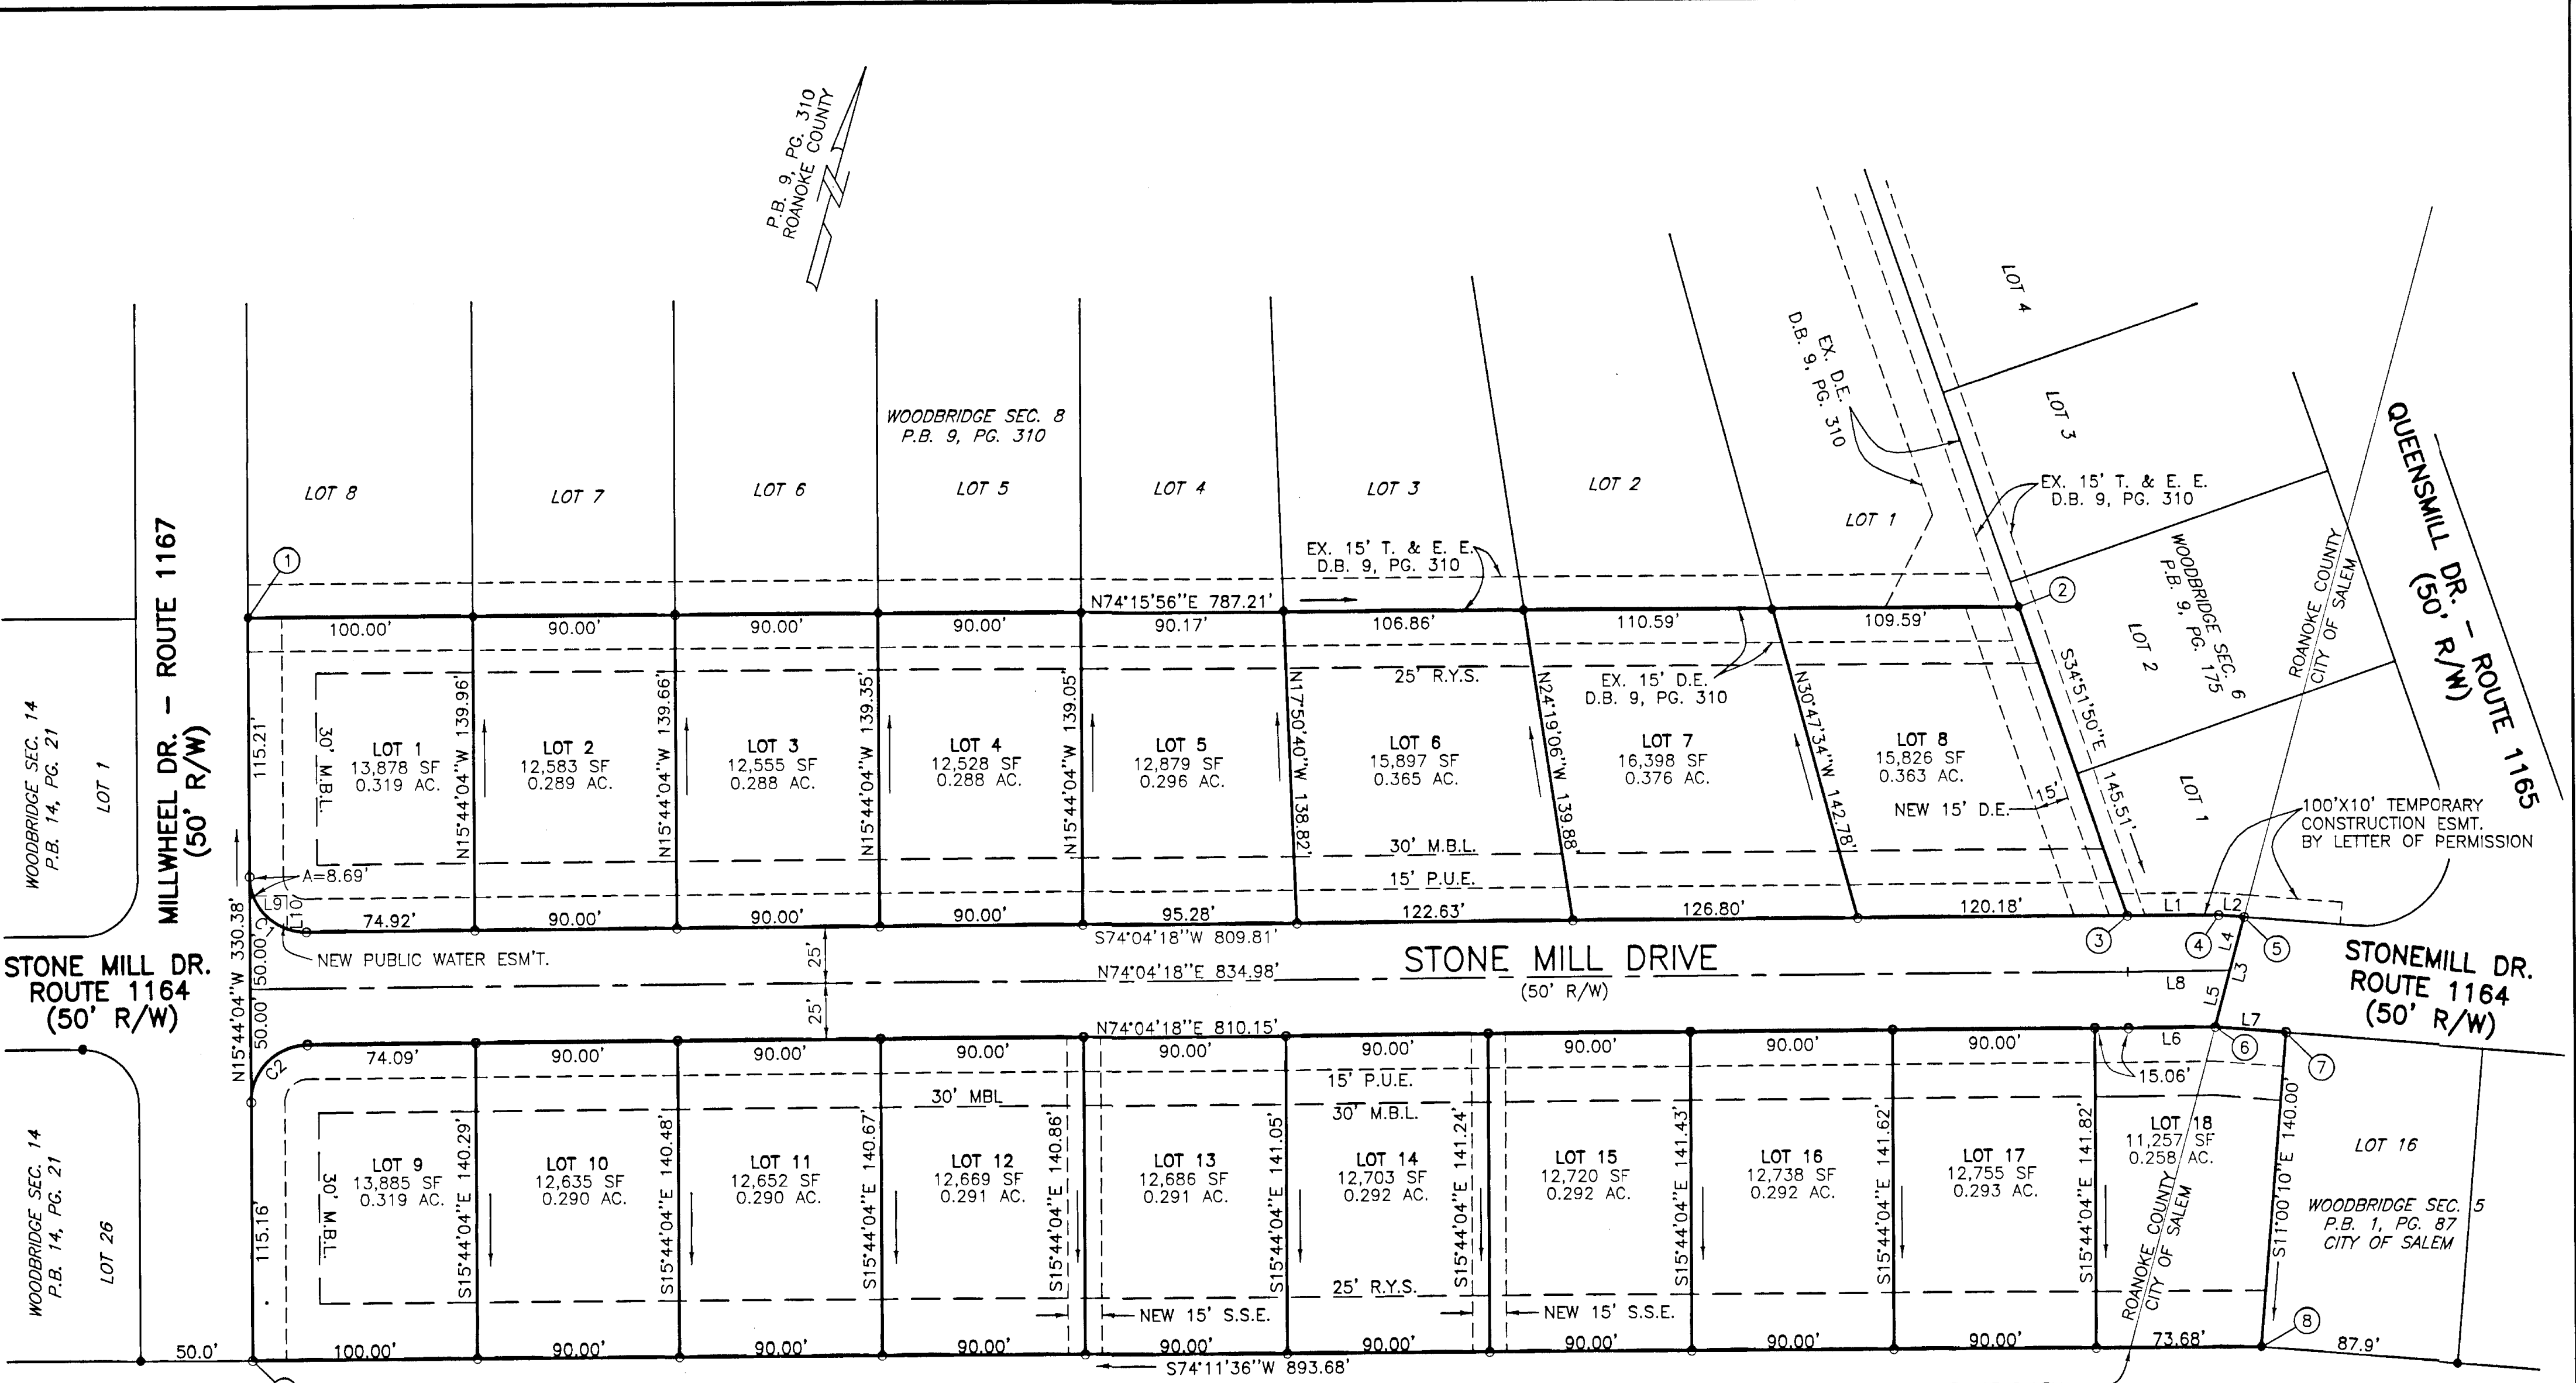 P.B. 9, PG. 310
ROANOKE COUNTY
WOODBRIDGE SEC. 8
P.B. 9, PG. 310
LOT 8
LOT 7
LOT 6
LOT 5
LOT 4
LOT 3
LOT 2
LOT 1
EX. D.E.
D.B. 9, PG. 310
LOT 4
LOT 3
LOT 2
LOT 1
EX. 15' T. & E. E.
D.B. 9, PG. 310
WOODBRIDGE SEC. 6
P.B. 9, PG. 175
ROANOKE COUNTY
CITY OF SALEM
QUEENSMILL DR. - ROUTE 1165
(50' R/W)
EX. 15' T. & E. E.
D.B. 9, PG. 310
1
2
N74°15'56"E 787.21'
100.00'
90.00'
90.00'
90.00'
90.17'
106.86'
110.59'
109.59'
25' R.Y.S.
EX. 15' D.E.
D.B. 9, PG. 310
WOODBRIDGE SEC. 14
P.B. 14, PG. 21
LOT 1
MILLWHEEL DR. - ROUTE 1167
(50' R/W)
115.21'
30' M.B.L.
LOT 1
13,878 SF
0.319 AC.
N15°44'04"W 139.96'
LOT 2
12,583 SF
0.289 AC.
N15°44'04"W 139.66'
LOT 3
12,555 SF
0.288 AC.
N15°44'04"W 139.35'
LOT 4
12,528 SF
0.288 AC.
N15°44'04"W 139.05'
LOT 5
12,879 SF
0.296 AC.
N17°50'40"W 138.82'
LOT 6
15,897 SF
0.365 AC.
N24°19'06"W 139.88'
LOT 7
16,398 SF
0.376 AC.
N30°47'34"W 142.78'
LOT 8
15,826 SF
0.363 AC.
NEW 15' D.E.
15'
S34°51'50"E 145.51'
100'X10' TEMPORARY
CONSTRUCTION ESMT.
BY LETTER OF PERMISSION
30' M.B.L.
15' P.U.E.
A=8.69'
L9
L10
C1
74.92'
90.00'
90.00'
90.00'
95.28'
122.63'
126.80'
120.18'
L1
L2
3
4
5
S74°04'18"W 809.81'
NEW PUBLIC WATER ESM'T.
25'
STONE MILL DRIVE
(50' R/W)
N74°04'18"E 834.98'
25'
L4
L3
L8
L5
STONE MILL DR.
ROUTE 1164
(50' R/W)
N15°44'04"W 330.38'
50.00'
50.00'
STONEMILL DR.
ROUTE 1164
(50' R/W)
N74°04'18"E 810.15'
C2
74.09'
90.00'
90.00'
90.00'
90.00'
90.00'
90.00'
90.00'
90.00'
L6
L7
6
7
15.06'
15' P.U.E.
30' MBL
30' M.B.L.
WOODBRIDGE SEC. 14
P.B. 14, PG. 21
LOT 26
115.16'
30' M.B.L.
LOT 9
13,885 SF
0.319 AC.
S15°44'04"E 140.29'
LOT 10
12,635 SF
0.290 AC.
S15°44'04"E 140.48'
LOT 11
12,652 SF
0.290 AC.
S15°44'04"E 140.67'
LOT 12
12,669 SF
0.291 AC.
S15°44'04"E 140.86'
LOT 13
12,686 SF
0.291 AC.
S15°44'04"E 141.05'
LOT 14
12,703 SF
0.292 AC.
S15°44'04"E 141.24'
LOT 15
12,720 SF
0.292 AC.
S15°44'04"E 141.43'
LOT 16
12,738 SF
0.292 AC.
S15°44'04"E 141.62'
LOT 17
12,755 SF
0.293 AC.
S15°44'04"E 141.82'
LOT 18
11,257 SF
0.258 AC.
ROANOKE COUNTY
CITY OF SALEM
S11°00'10"E 140.00'
LOT 16
WOODBRIDGE SEC. 5
P.B. 1, PG. 87
CITY OF SALEM
25' R.Y.S.
NEW 15' S.S.E.
NEW 15' S.S.E.
8
50.0'
100.00'
90.00'
90.00'
90.00'
90.00'
90.00'
90.00'
90.00'
90.00'
73.68'
87.9'
S74°11'36"W 893.68'